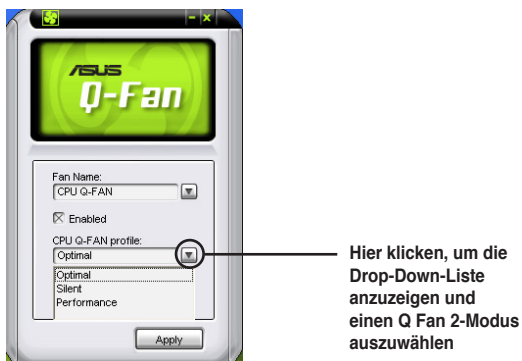 ASUS
Q-Fan
Fan Name:
CPU Q-FAN
Enabled
CPU Q-FAN profile:
Optimal
Optimal
Silent
Performance
Apply
Hier klicken, um die
Drop-Down-Liste
anzuzeigen und
einen Q Fan 2-Modus
auszuwählen